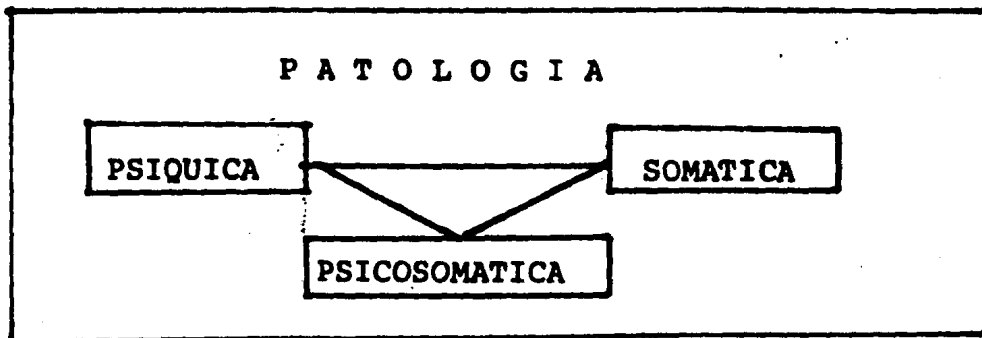 P A T O L O G I A
PSIQUICA
SOMATICA
PSICOSOMATICA